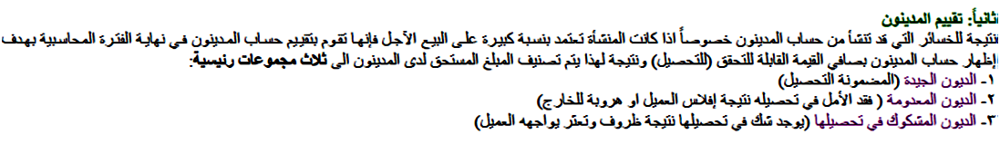 ثانياً: تقييم المدينون
نتيجة للخسائر التي قد تنشأ من حساب المدينون خصوصاً اذا كانت المنشأة تعتمد بنسبة كبيرة على البيع الآجل فإنها تقوم بتقييم حساب المدينون في نهاية الفترة المحاسبية بهدف
إظهار حساب المدينون بصافي القيمة القابلة للتحقق (للتحصيل) ونتيجة لهذا يتم تصنيف المبلغ المستحق لدى المدينون الى ثلاث مجموعات رئيسية:
١- الديون الجيدة (المضمونة التحصيل)
٢- الديون المعدومة ( فقد الأمل في تحصيله نتيجة إفلاس العميل او هروبة للخارج)
٣- الديون المشكوك في تحصيلها (يوجد شك في تحصيلها نتيجة ظروف وتعثر يواجهه العميل)